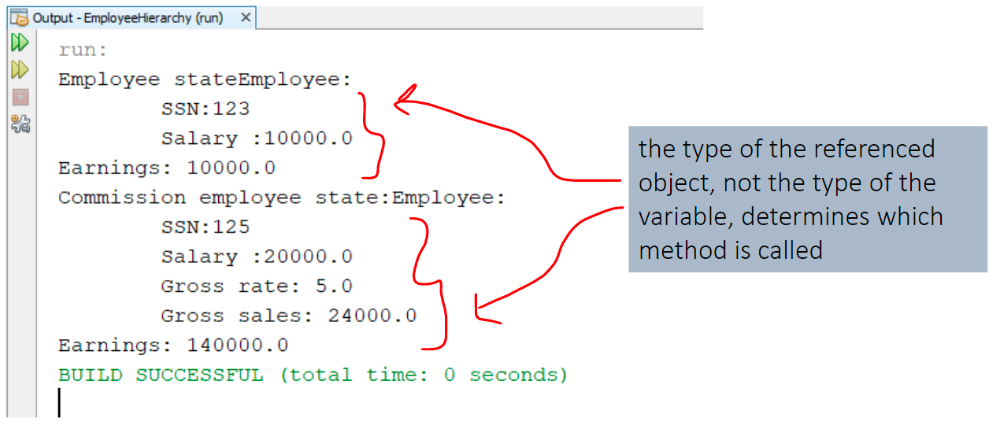 Output - EmployeeHierarchy (run)
run:
Employee stateEmployee:
SSN:123
Salary :10000.0
Earnings: 10000.0
Commission employee state:Employee:
SSN:125
Salary :20000.0
Gross rate: 5.0
Gross sales: 24000.0
Earnings: 140000.0
BUILD SUCCESSFUL (total time: 0 seconds)
the type of the referenced
object, not the type of the
variable, determines which
method is called